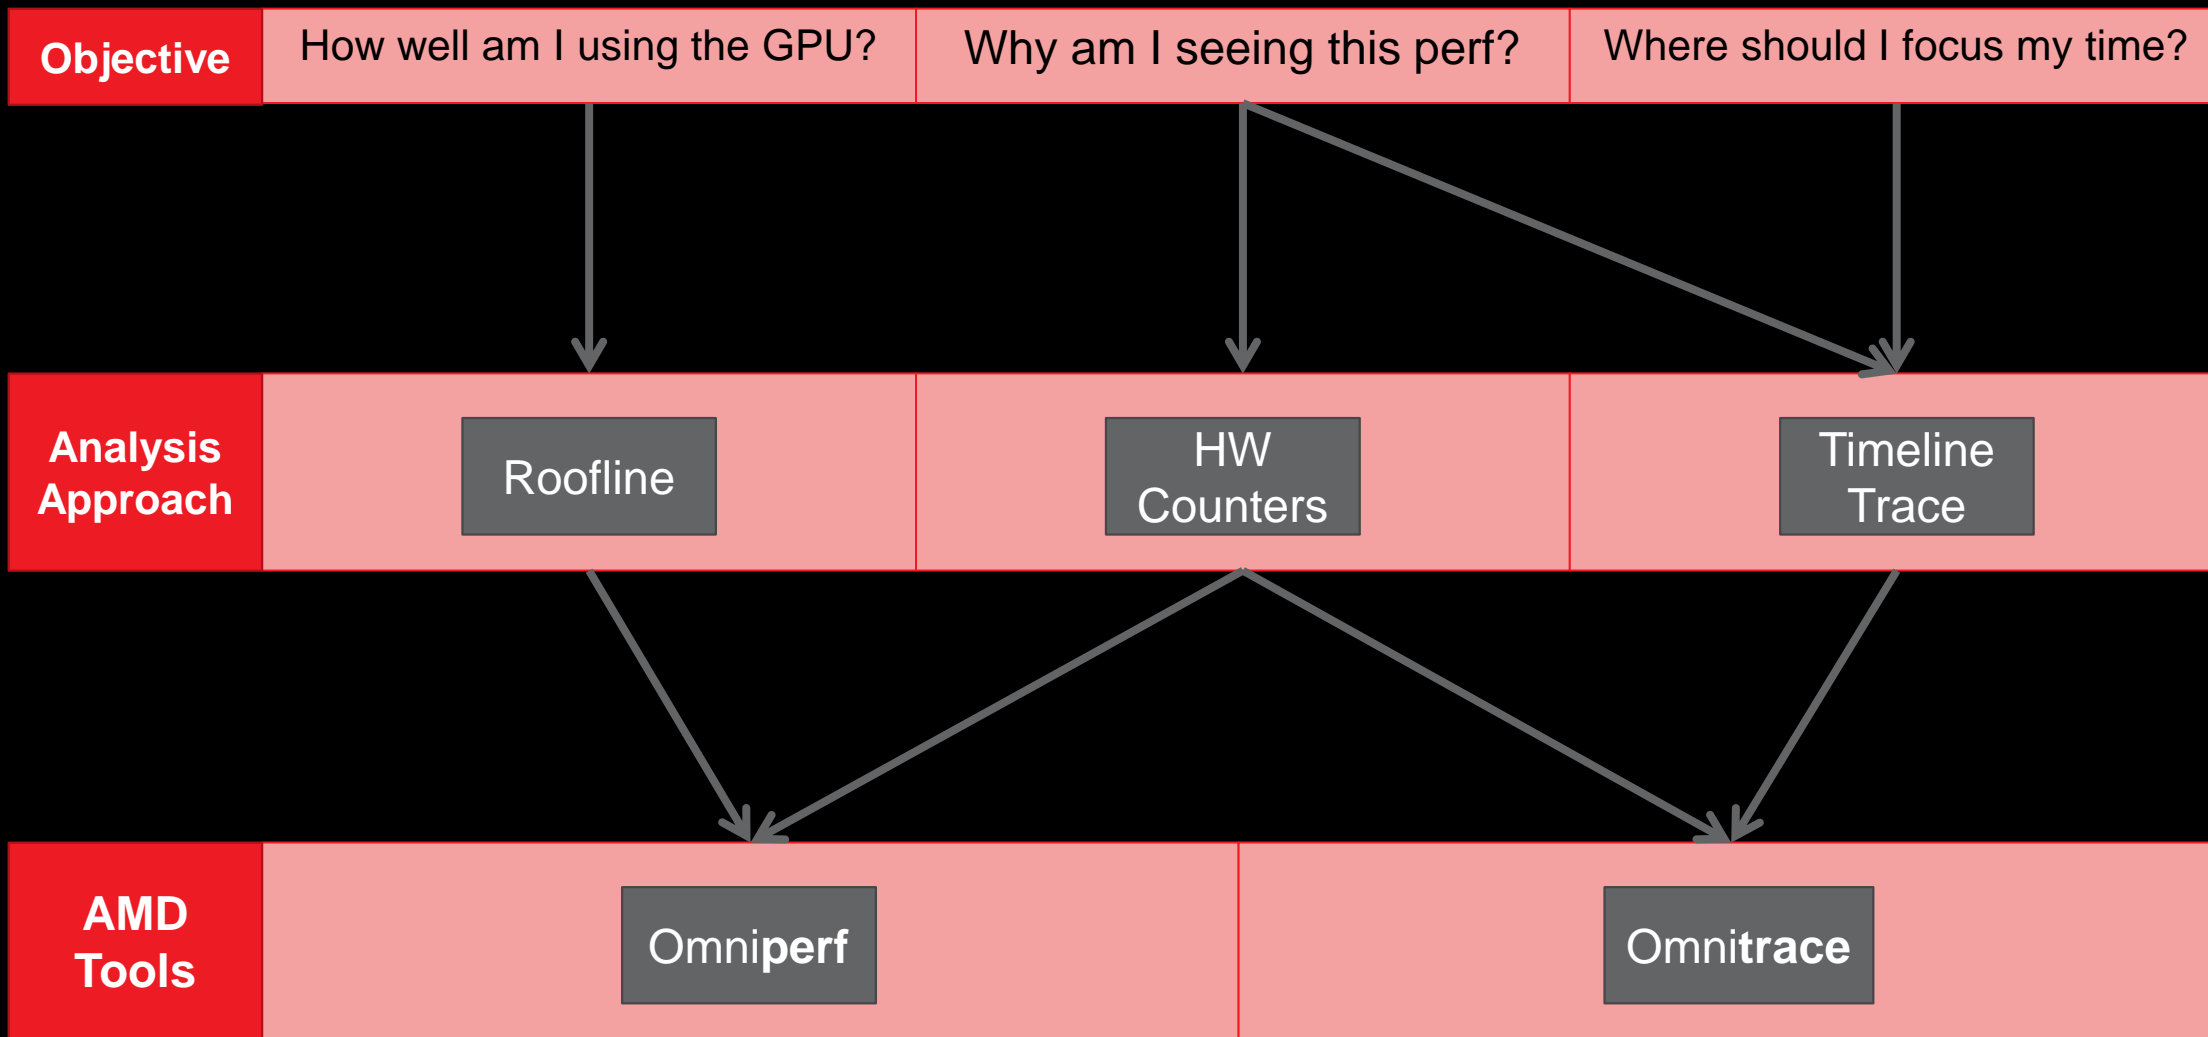 Objective
How well am I using the GPU?
Why am I seeing this perf?
Where should I focus my time?
Analysis
Approach
Roofline
HW
Counters
Timeline
Trace
AMD
Tools
Omniperf
Omnitrace